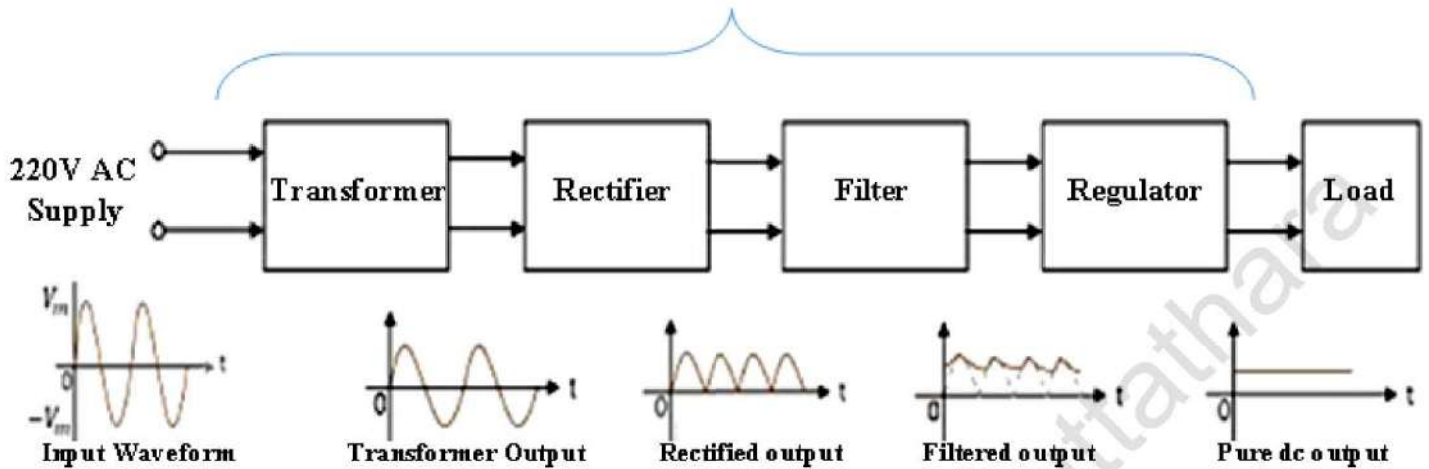 220V AC
Supply
Transformer
Rectifier
Filter
Regulator
Load
Vm
0
-Vm
t
Input Waveform
0
t
Transformer Output
0
t
Rectified output
0
t
Filtered output
0
t
Pure dc output
ttathara